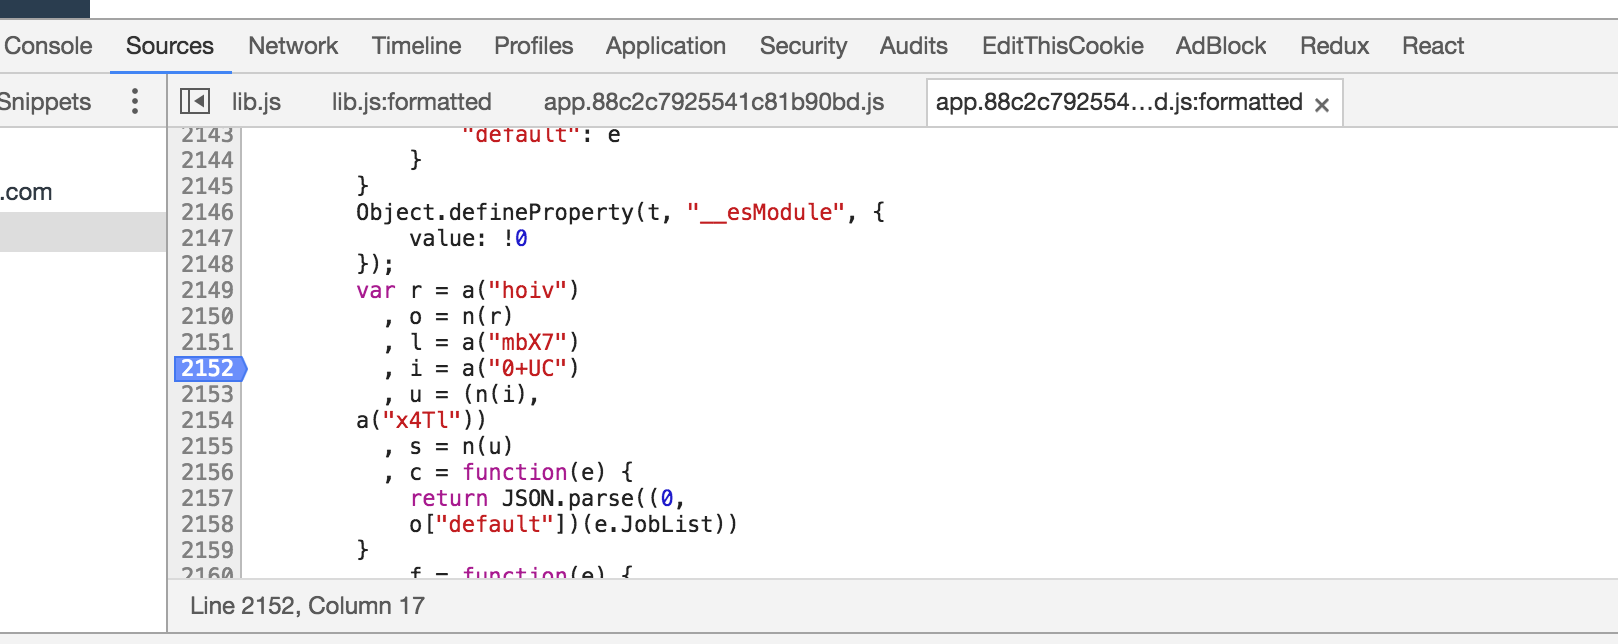 Console Sources Network Timeline Profiles Application Security Audits EditThisCookie AdBlock Redux React
Snippets lib.js lib.js:formatted app.88c2c7925541c81b90bd.js app.88c2c792554...d.js:formatted ×
.com
2143 "default": e
2144 }
2145 }
2146 Object.defineProperty(t, "__esModule", {
2147 value: !0
2148 });
2149 var r = a("hoiv")
2150 , o = n(r)
2151 , l = a("mbX7")
2152 , i = a("0+UC")
2153 , u = (n(i),
2154 a("x4Tl"))
2155 , s = n(u)
2156 , c = function(e) {
2157 return JSON.parse((0,
2158 o["default"])(e.JobList))
2159 }
2160 f = function(e) {
Line 2152, Column 17